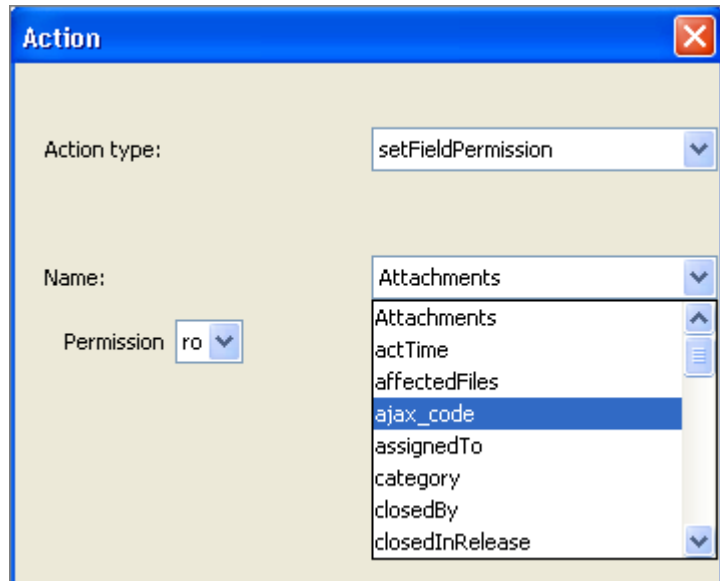 Action
Action type: setFieldPermission
Name: Attachments
Permission ro
Attachments
actTime
affectedFiles
ajax_code
assignedTo
category
closedBy
closedInRelease